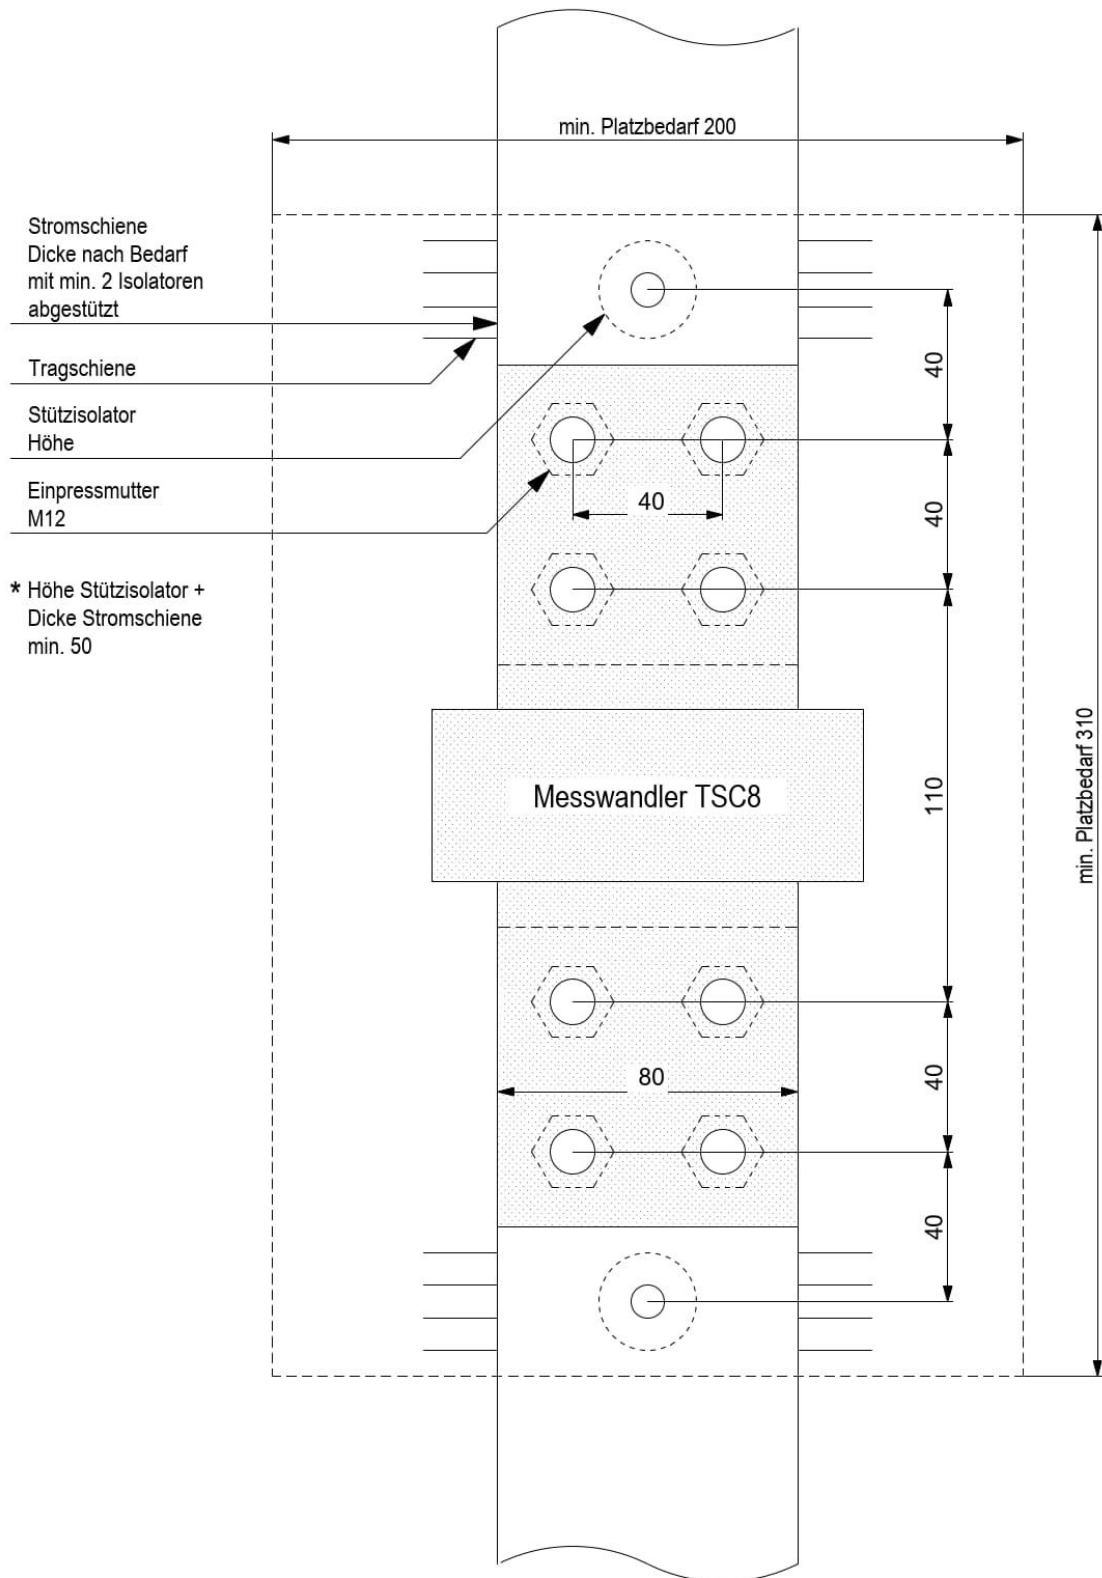 min. Platzbedarf 200
Stromschiene
Dicke nach Bedarf
mit min. 2 Isolatoren
abgestützt
Tragschiene
Stützisolator
Höhe
Einpressmutter
M12
* Höhe Stützisolator +
Dicke Stromschiene
min. 50
40
40
40
min. Platzbedarf 310
Messwandler TSC8
110
80
40
40